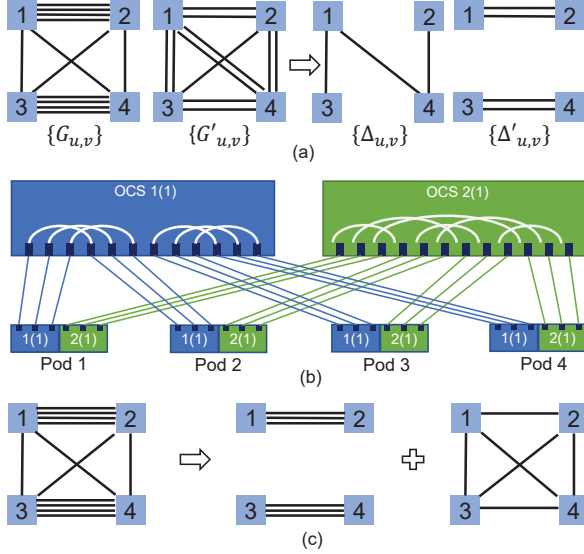 1 2 1 2 1 2 1 2
3 4 3 4 3 4 3 4
{G_{u,v}} {G'_{u,v}} {Δ_{u,v}} {Δ'_{u,v}}
(a)
OCS 1(1) OCS 2(1)
1(1) 2(1) 1(1) 2(1) 1(1) 2(1) 1(1) 2(1)
Pod 1 Pod 2 Pod 3 Pod 4
(b)
1 2 1 2 1 2
3 4 3 4 3 4
(c)